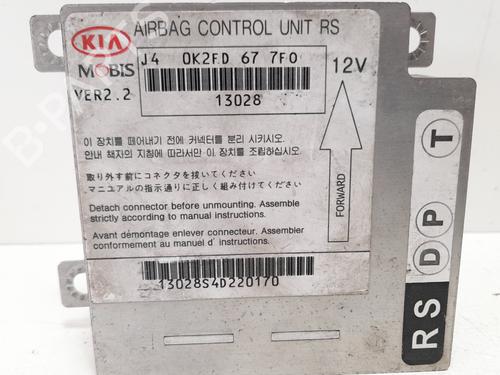 KIA AIRBAG CONTROL UNIT RS
MOBIS J4 0K2FD 67 7F0 12V
VER2.2 13028
이 장치를 떼어내기 전에 커넥터를 분리 시키시오.
안내 책자의 지침에 따라서만 이 장치를 조립하십시오.
取り外す前にコネクタを抜いてください
マニュアルの指示通りに正しく組み付けてください
Detach connector before unmounting. Assemble
strictly according to manual instructions.
Avant démontage enlever connecteur. Assembler
conformement au manuel d'instructions.
13028S4D220170
FORWARD
T
P
D
RS